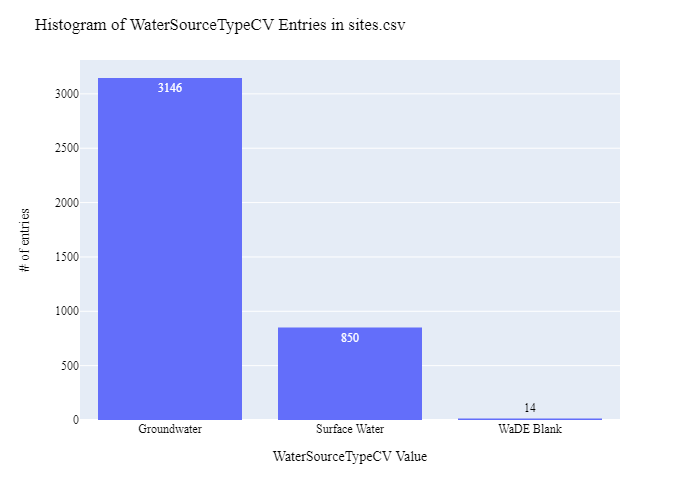 Histogram of WaterSourceTypeCV Entries in sites.csv
# of entries
3000
2500
2000
1500
1000
500
0
3146
850
14
Groundwater
Surface Water
WaDE Blank
WaterSourceTypeCV Value